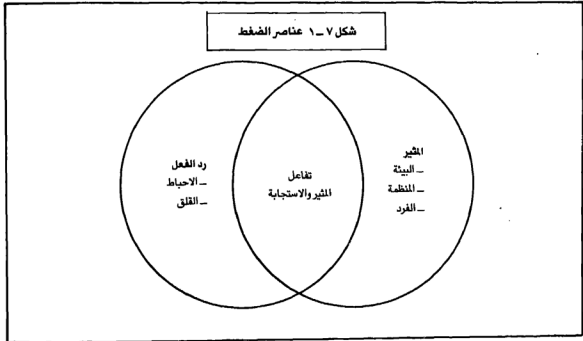 شكل ٧ – ١ عناصر الضغط
المثير
– البيئة
– المنظمة
– الفرد
تفاعل
المثير والاستجابة
رد الفعل
– الاحباط
– القلق